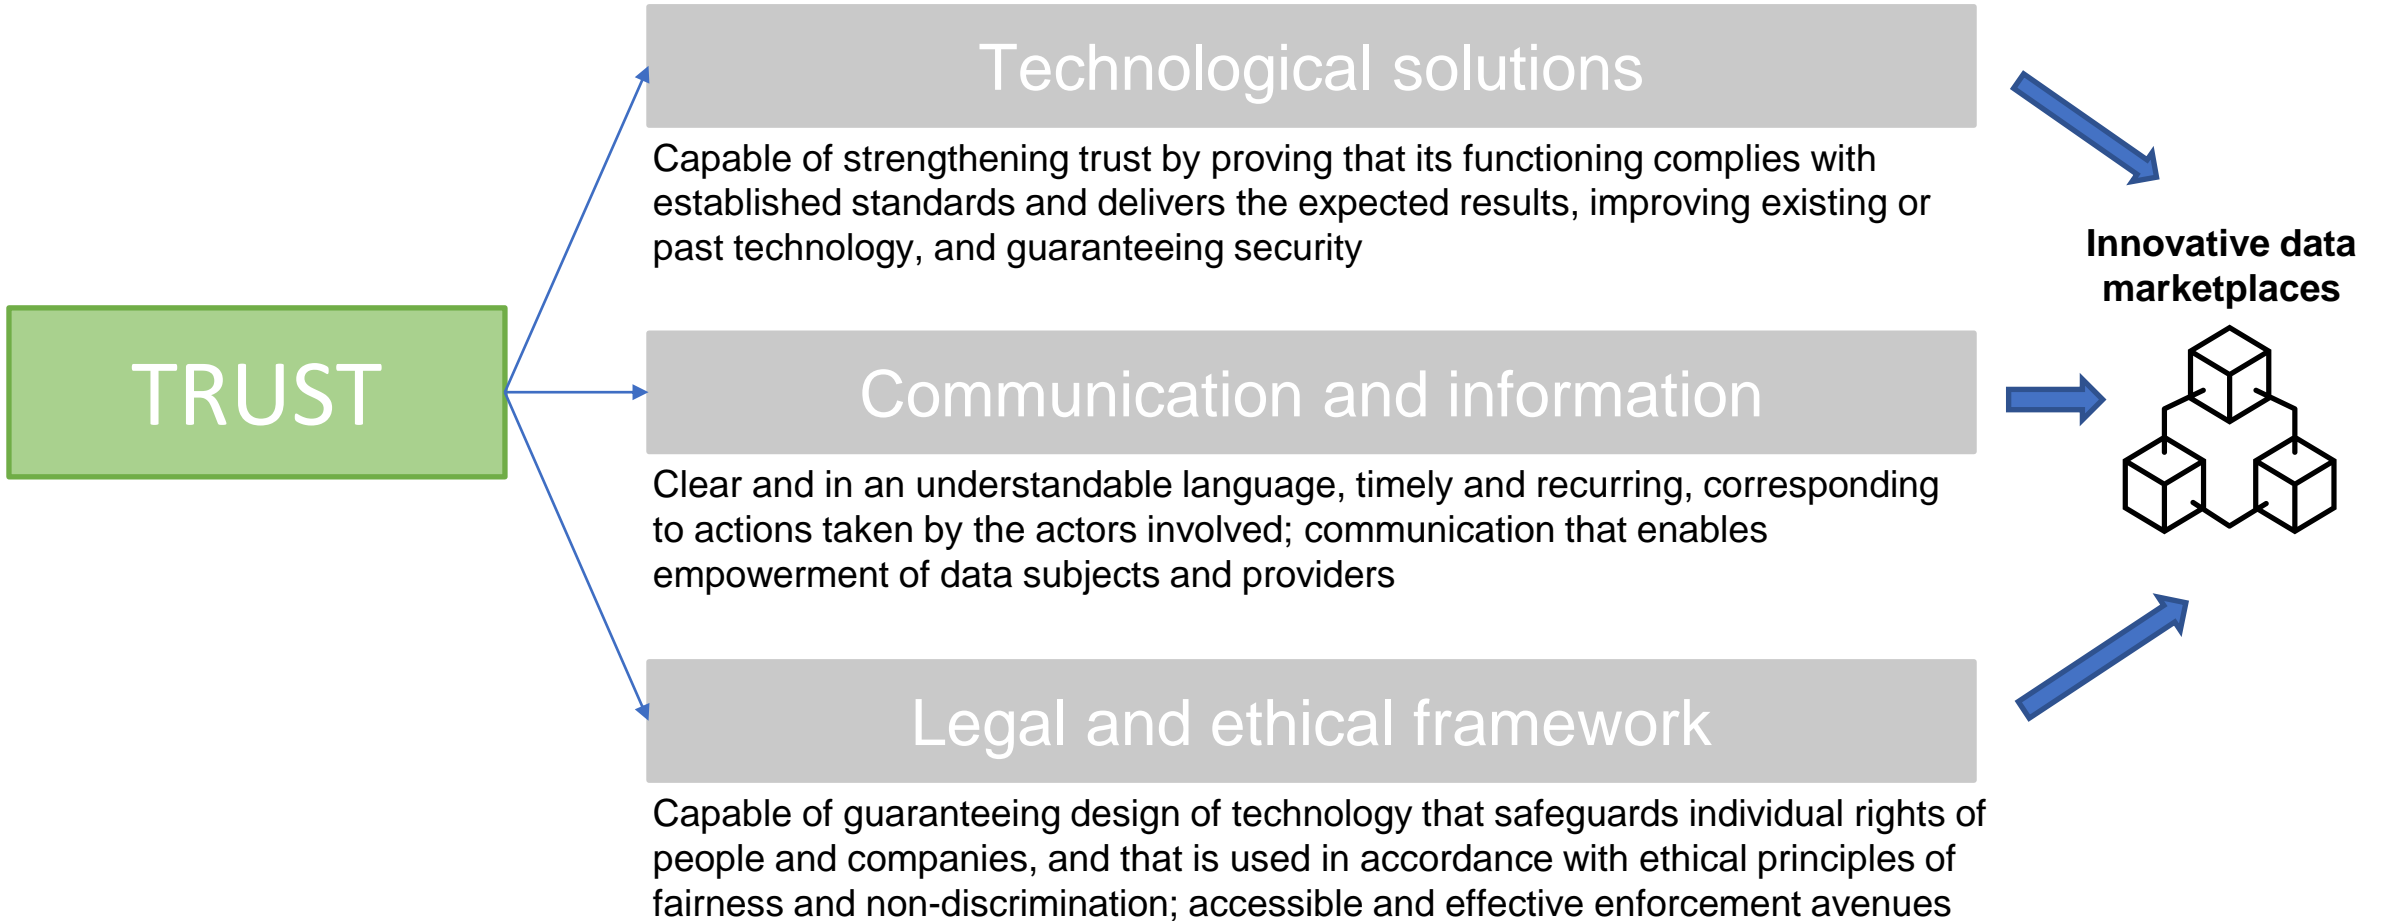 TRUST
Technological solutions
Capable of strengthening trust by proving that its functioning complies with
established standards and delivers the expected results, improving existing or
past technology, and guaranteeing security
Communication and information
Clear and in an understandable language, timely and recurring, corresponding
to actions taken by the actors involved; communication that enables
empowerment of data subjects and providers
Legal and ethical framework
Capable of guaranteeing design of technology that safeguards individual rights of
people and companies, and that is used in accordance with ethical principles of
fairness and non-discrimination; accessible and effective enforcement avenues
Innovative data
marketplaces